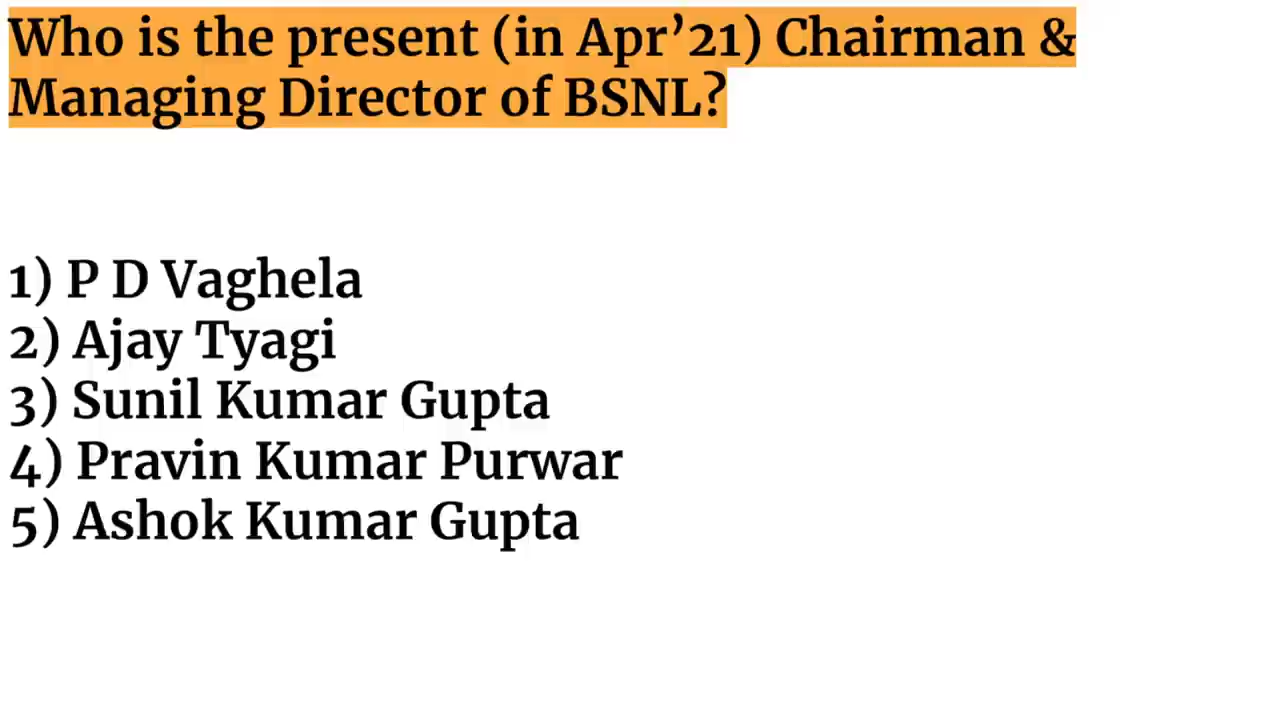 Who is the present (in Apr’21) Chairman &
Managing Director of BSNL?
1) P D Vaghela
2) Ajay Tyagi
3) Sunil Kumar Gupta
4) Pravin Kumar Purwar
5) Ashok Kumar Gupta